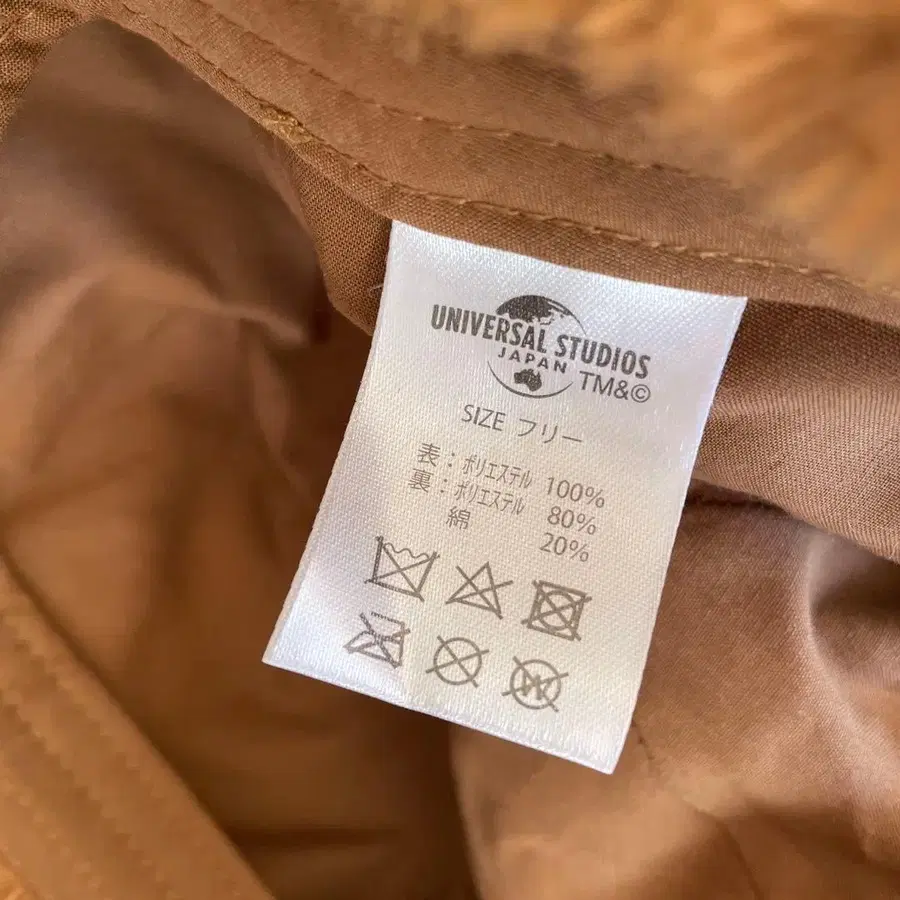 UNIVERSAL STUDIOS
JAPAN TM&©
SIZE フリー
表：ポリエステル 100%
裏：ポリエステル 80%
綿 20%
W